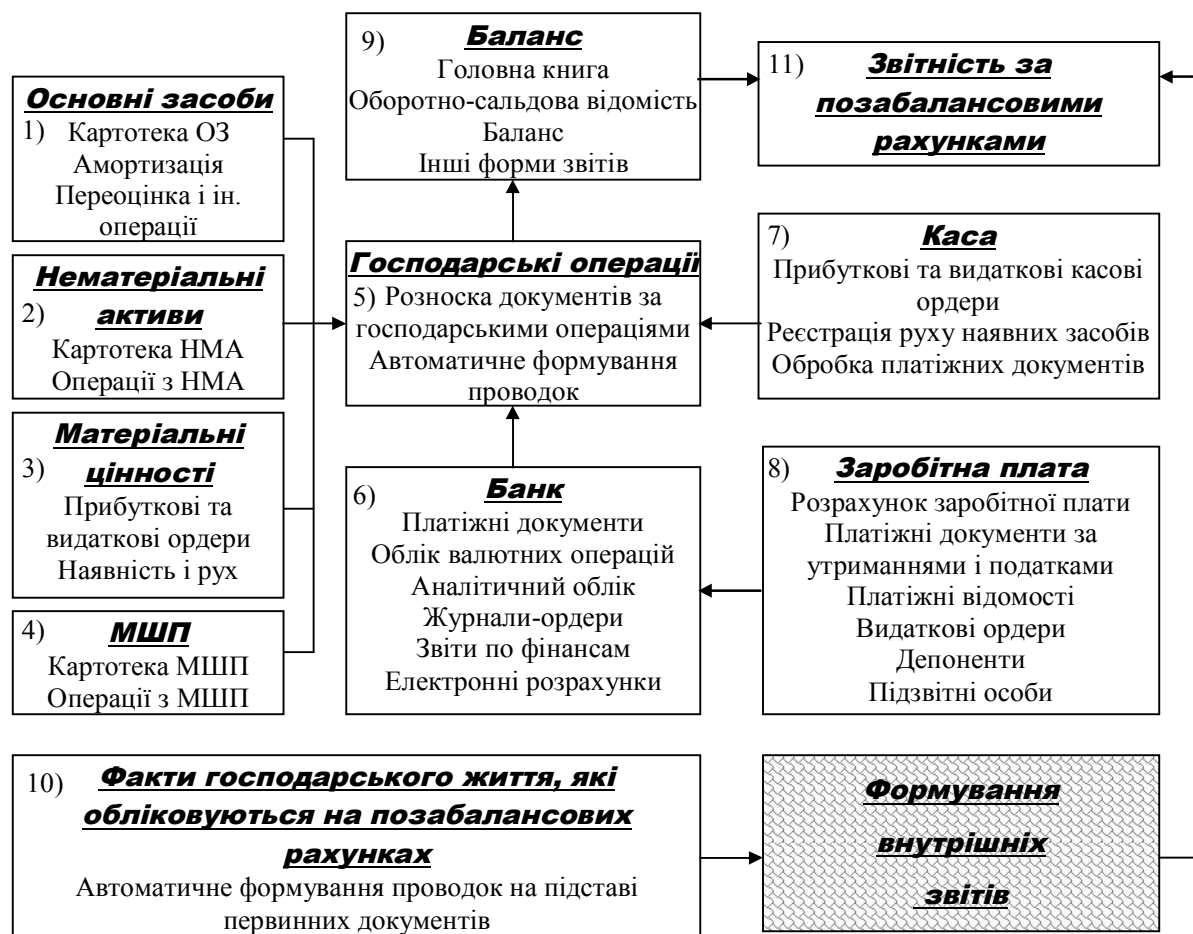 Основні засоби
1) Картотека ОЗ
Амортизація
Переоцінка і ін.
операції
Нематеріальні
активи
2)
Картотека НМА
Операції з НМА
Матеріальні
цінності
3)
Прибуткові та
видаткові ордери
Наявність і рух
4) МШП
Картотека МШП
Операції з МШП
9) Баланс
Головна книга
Оборотно-сальдова відомість
Баланс
Інші форми звітів
Господарські операції
5) Розноска документів за
господарськими операціями
Автоматичне формування
проводок
6) Банк
Платіжні документи
Облік валютних операцій
Аналітичний облік
Журнали-ордери
Звіти по фінансам
Електронні розрахунки
11) Звітність за
позабалансовими
рахунками
7) Каса
Прибуткові та видаткові касові
ордери
Реєстрація руху наявних засобів
Обробка платіжних документів
8) Заробітна плата
Розрахунок заробітної плати
Платіжні документи за
утриманнями і податками
Платіжні відомості
Видаткові ордери
Депоненти
Підзвітні особи
10) Факти господарського життя, які
обліковуються на позабалансових
рахунках
Автоматичне формування проводок на підставі
первинних документів
Формування
внутрішніх
звітів